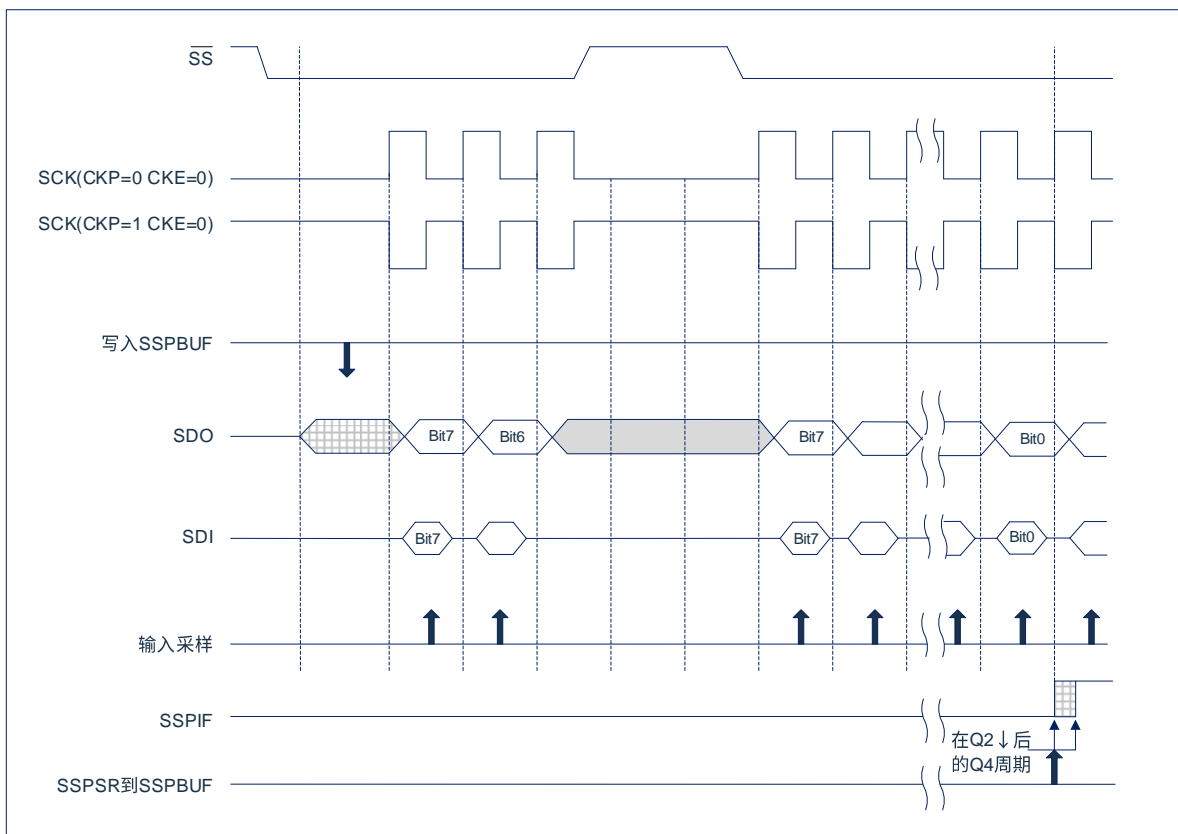 SS
SCK(CKP=0 CKE=0)
SCK(CKP=1 CKE=0)
写入SSPBUF
SDO
Bit7
Bit6
Bit7
Bit0
SDI
Bit7
Bit7
Bit0
输入采样
SSPIF
在Q2↓后
的Q4周期
SSPSR到SSPBUF